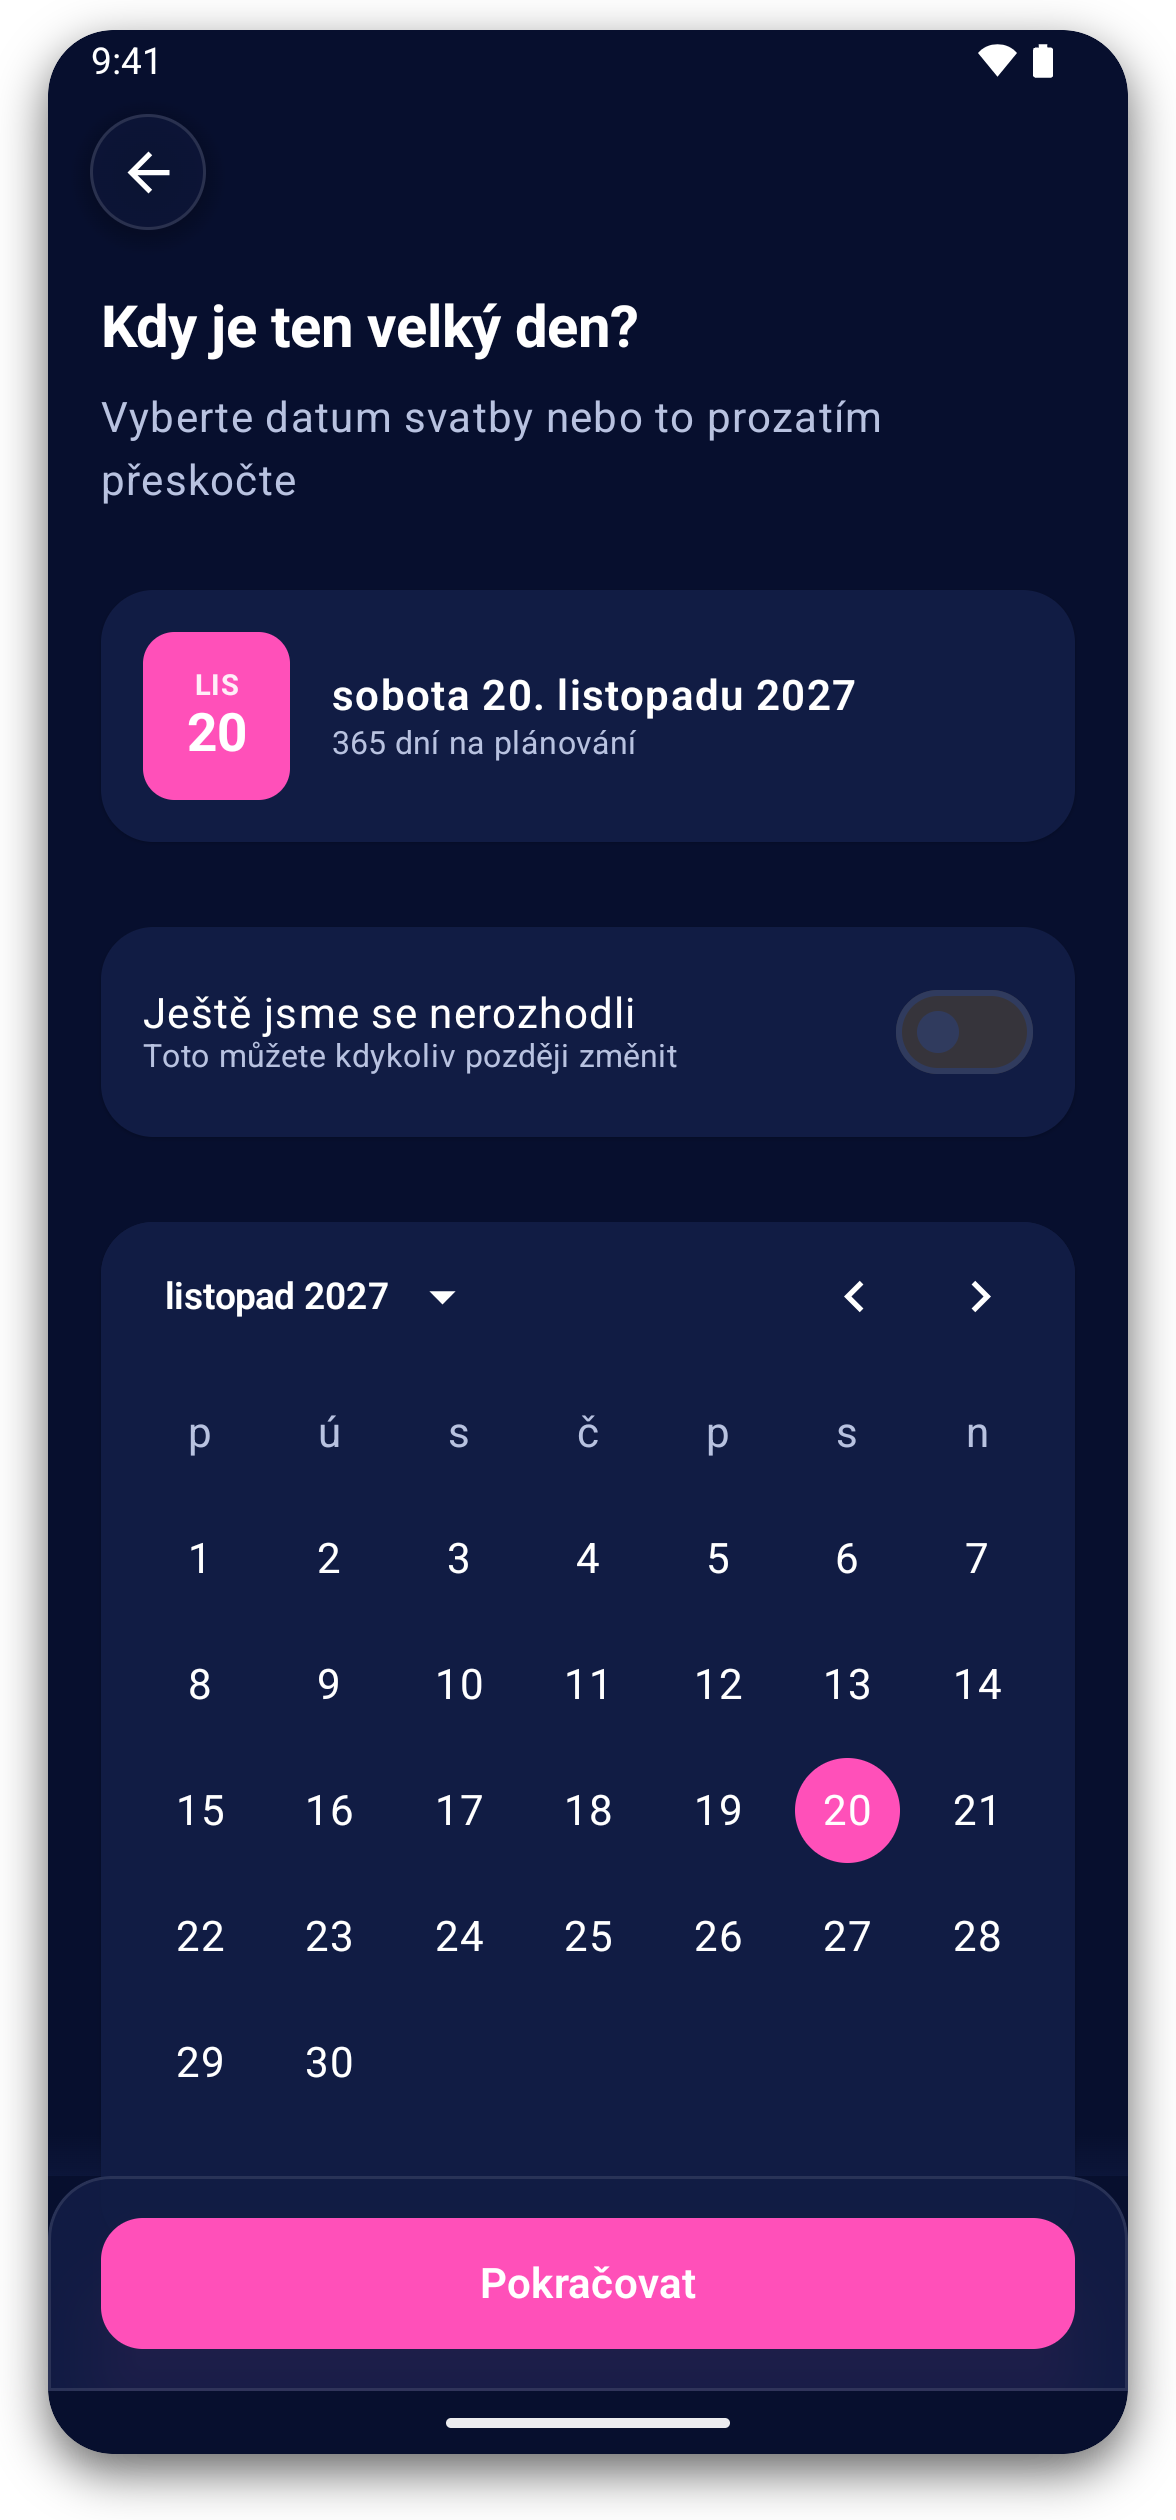 9:41
Kdy je ten velký den?
Vyberte datum svatby nebo to prozatím
přeskočte
LIS
20
sobota 20. listopadu 2027
365 dní na plánování
Ještě jsme se nerozhodli
Toto můžete kdykoliv později změnit
listopad 2027
p ú s č p s n
1 2 3 4 5 6 7
8 9 10 11 12 13 14
15 16 17 18 19 20 21
22 23 24 25 26 27 28
29 30
Pokračovat